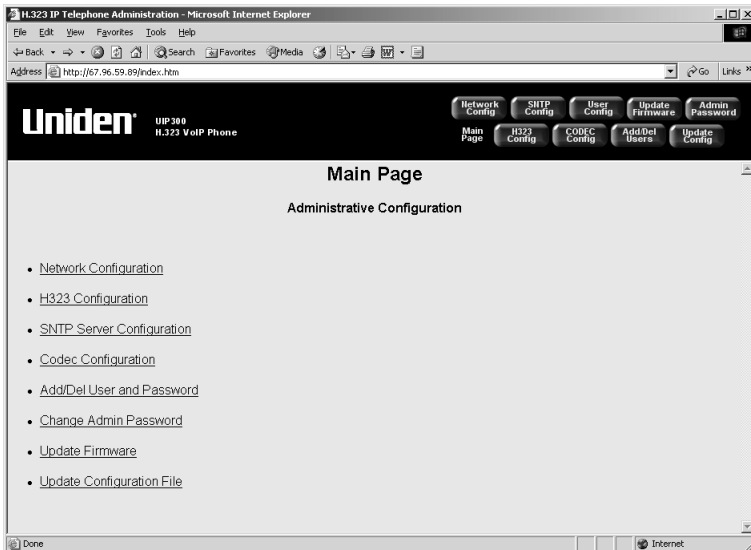 H.323 IP Telephone Administration - Microsoft Internet Explorer
File Edit View Favorites Tools Help
Back Search Favorites Media
Address http://67.96.59.89/index.htm Go Links »
Uniden UIP300
H.323 VoIP Phone
Network Config SNTP Config User Config Update Firmware Admin Password
Main Page H323 Config CODEC Config Add/Del Users Update Config
Main Page
Administrative Configuration
• Network Configuration
• H323 Configuration
• SNTP Server Configuration
• Codec Configuration
• Add/Del User and Password
• Change Admin Password
• Update Firmware
• Update Configuration File
Done Internet